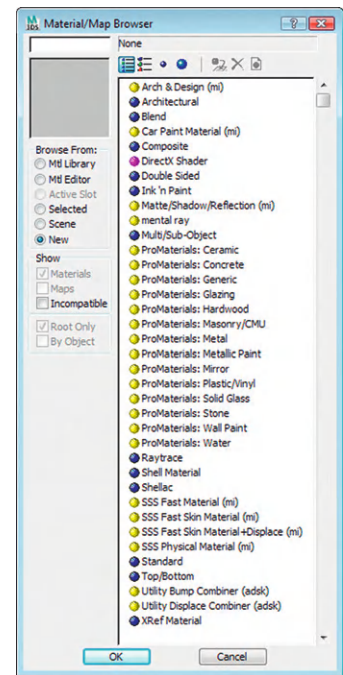 Material/Map Browser
None
Browse From:
Mtl Library
Mtl Editor
Active Slot
Selected
Scene
New
Show
Materials
Maps
Incompatible
Root Only
By Object
Arch & Design (mi)
Architectural
Blend
Car Paint Material (mi)
Composite
DirectX Shader
Double Sided
Ink 'n Paint
Matte/Shadow/Reflection (mi)
mental ray
Multi/Sub-Object
ProMaterials: Ceramic
ProMaterials: Concrete
ProMaterials: Generic
ProMaterials: Glazing
ProMaterials: Hardwood
ProMaterials: Masonry/CMU
ProMaterials: Metal
ProMaterials: Metallic Paint
ProMaterials: Mirror
ProMaterials: Plastic/Vinyl
ProMaterials: Solid Glass
ProMaterials: Stone
ProMaterials: Wall Paint
ProMaterials: Water
Raytrace
Shell Material
Shellac
SSS Fast Material (mi)
SSS Fast Skin Material (mi)
SSS Fast Skin Material+Displace (mi)
SSS Physical Material (mi)
Standard
Top/Bottom
Utility Bump Combiner (adsk)
Utility Displace Combiner (adsk)
XRef Material
OK
Cancel